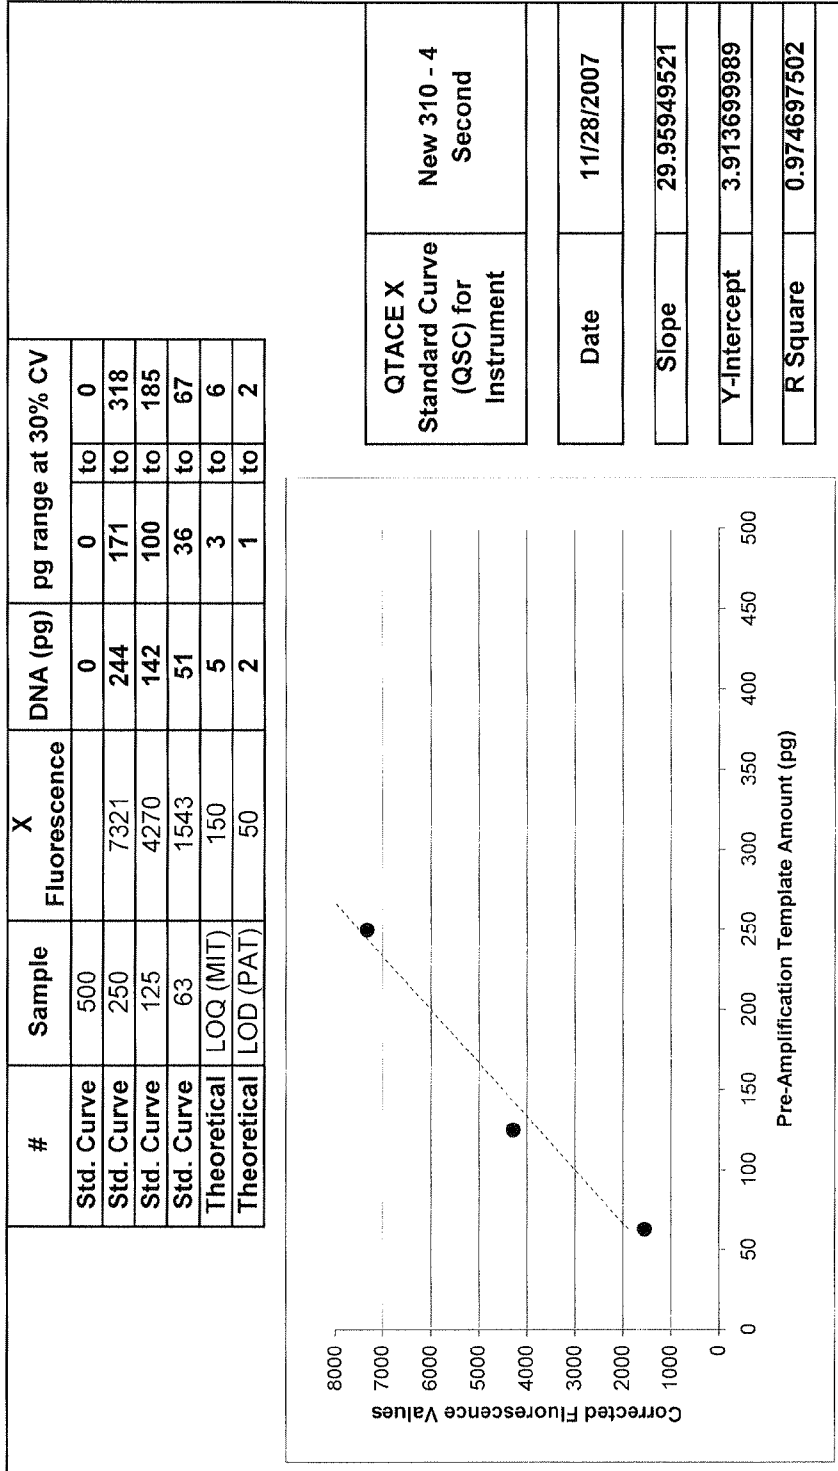 # Sample X Fluorescence DNA (pg) pg range at 30% CV
Std. Curve 500 0 0 to 0
Std. Curve 250 7321 244 171 to 318
Std. Curve 125 4270 142 100 to 185
Std. Curve 63 1543 51 36 to 67
Theoretical LOQ (MIT) 150 5 3 to 6
Theoretical LOD (PAT) 50 2 1 to 2
Corrected Fluorescence Values
8000
7000
6000
5000
4000
3000
2000
1000
0
0 50 100 150 200 250 300 350 400 450 500
Pre-Amplification Template Amount (pg)
QTACE X
Standard Curve
(QSC) for
Instrument
New 310 - 4
Second
Date 11/28/2007
Slope 29.95949521
Y-Intercept 3.913699989
R Square 0.974697502